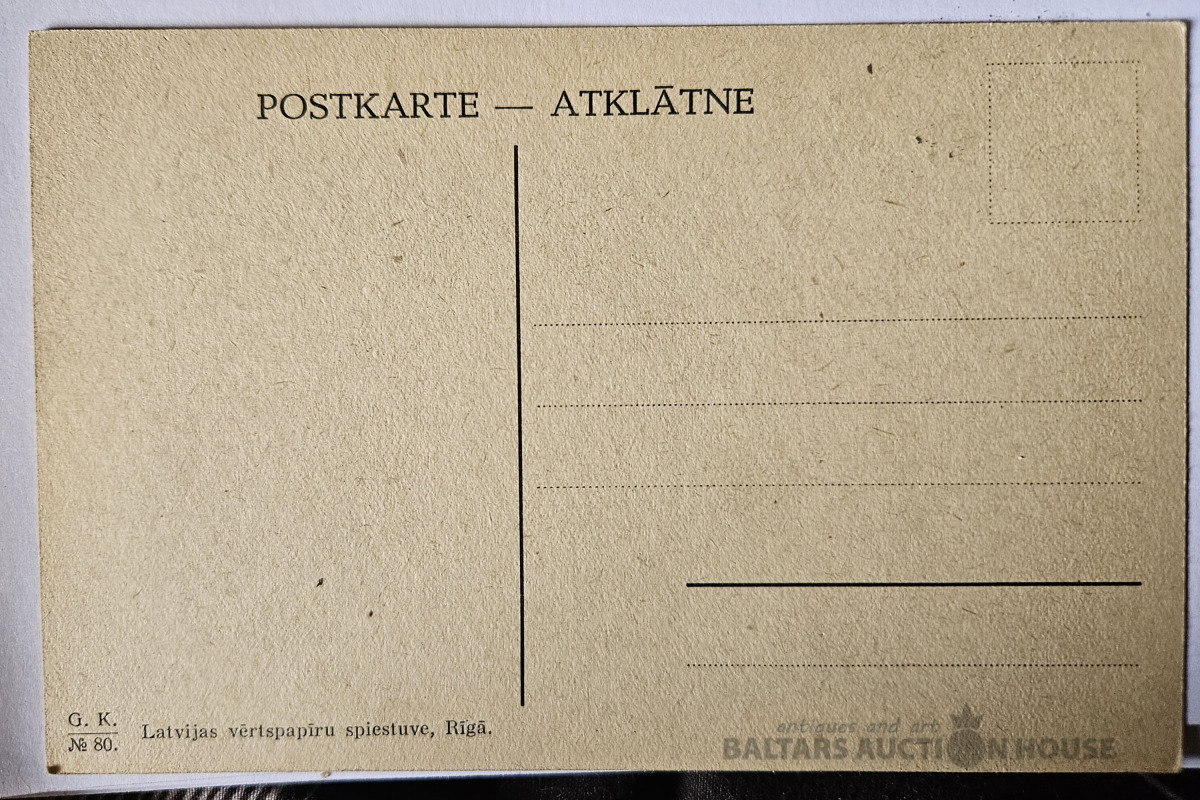 POSTKARTE — ATKLĀTNE
G. K.
№ 80.
Latvijas vērtspapīru spiestuve, Rīgā.
antiques and art
BALTARS AUCTION HOUSE